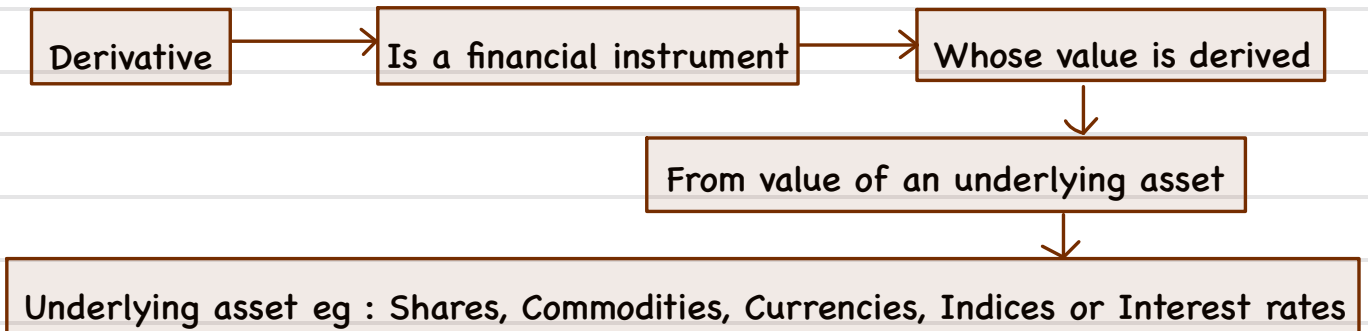 Derivative
Is a financial instrument
Whose value is derived
From value of an underlying asset
Underlying asset eg : Shares, Commodities, Currencies, Indices or Interest rates